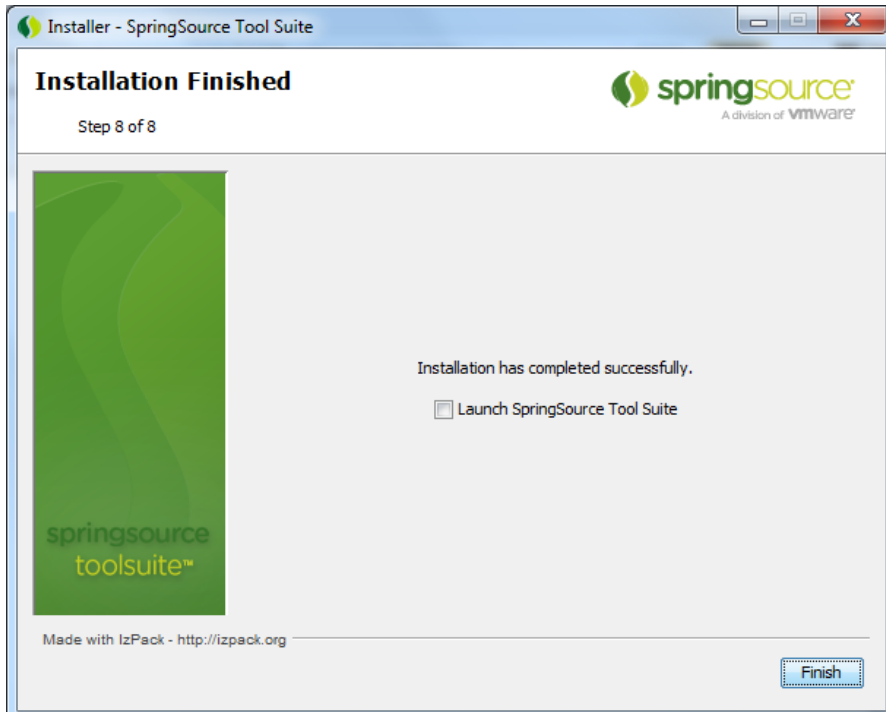 Installer - SpringSource Tool Suite
Installation Finished
Step 8 of 8
springsource
A division of vmware
Installation has completed successfully.
Launch SpringSource Tool Suite
springsource
toolsuite™
Made with IzPack - http://izpack.org
Finish